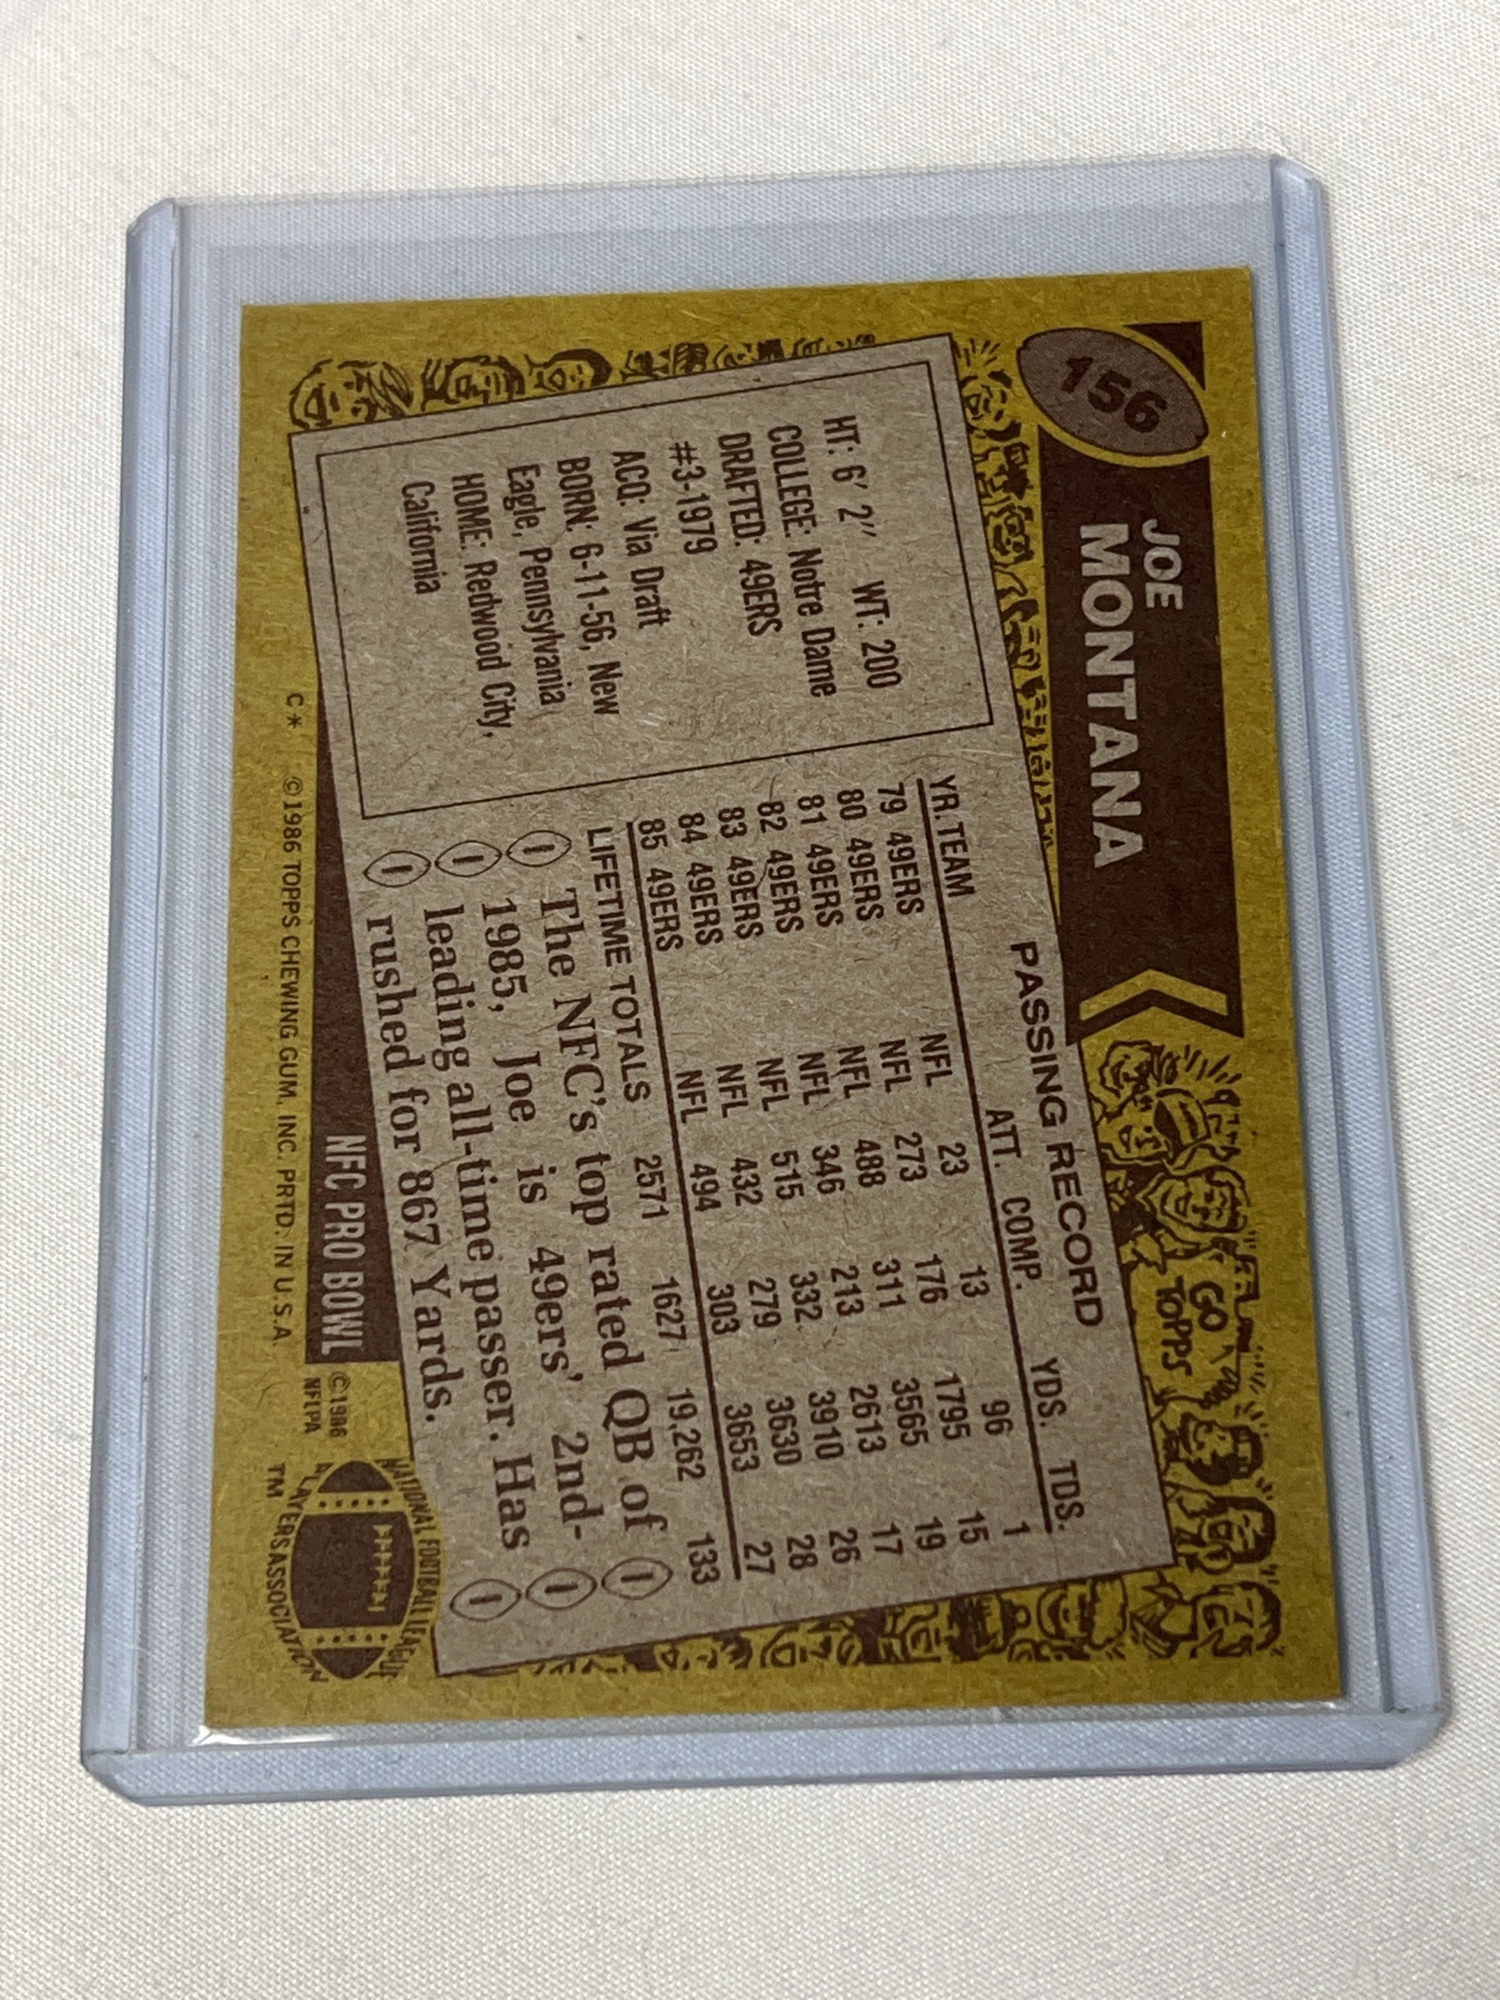 156
JOE
MONTANA
GO
TOPPS
HT: 6' 2" WT: 200
COLLEGE: Notre Dame
DRAFTED: 49ERS
#3-1979
ACQ: Via Draft
BORN: 6-11-56, New
Eagle, Pennsylvania
HOME: Redwood City,
California
PASSING RECORD
YR. TEAM ATT. COMP. YDS. TDS.
79 49ERS NFL 23 13 96 1
80 49ERS NFL 273 176 1795 15
81 49ERS NFL 488 311 3565 19
82 49ERS NFL 346 213 2613 17
83 49ERS NFL 515 332 3910 26
84 49ERS NFL 432 279 3630 28
85 49ERS NFL 494 303 3653 27
LIFETIME TOTALS 2571 1627 19,262 133
The NFC's top rated QB of
1985, Joe is 49ers' 2nd-
leading all-time passer. Has
rushed for 867 Yards.
NFC PRO BOWL
C* ©1986 TOPPS CHEWING GUM, INC. PRTD. IN U.S.A.
©1986
NFLPA
NATIONAL FOOTBALL LEAGUE
PLAYERS ASSOCIATION
TM